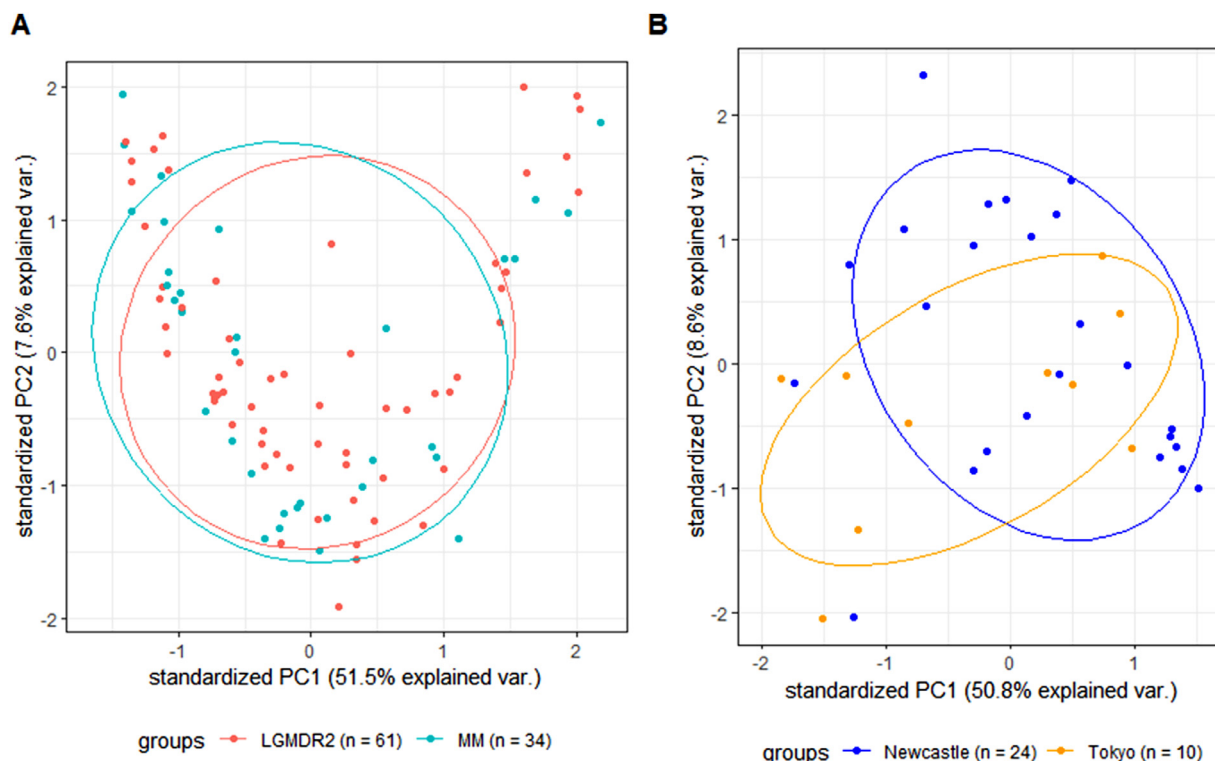 A
standardized PC2 (7.6% explained var.)
2
1
0
-1
-2
-1
0
1
2
standardized PC1 (51.5% explained var.)
groups LGMDR2 (n = 61) MM (n = 34)
B
standardized PC2 (8.6% explained var.)
2
1
0
-1
-2
-2
-1
0
1
standardized PC1 (50.8% explained var.)
groups Newcastle (n = 24) Tokyo (n = 10)